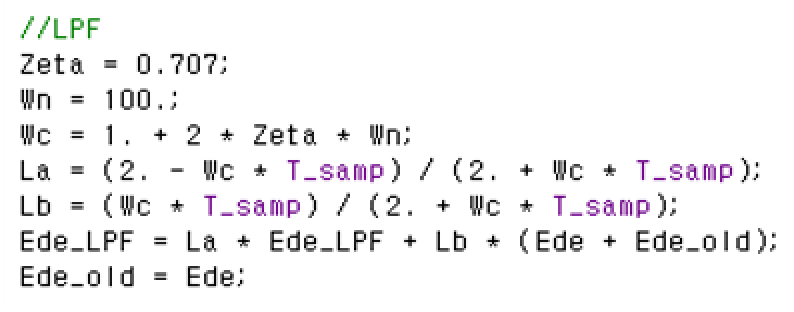 //LPF
Zeta = 0.707;
Wn = 100.;
Wc = 1. + 2 * Zeta * Wn;
La = (2. - Wc * T_samp) / (2. + Wc * T_samp);
Lb = (Wc * T_samp) / (2. + Wc * T_samp);
Ede_LPF = La * Ede_LPF + Lb * (Ede + Ede_old);
Ede_old = Ede;